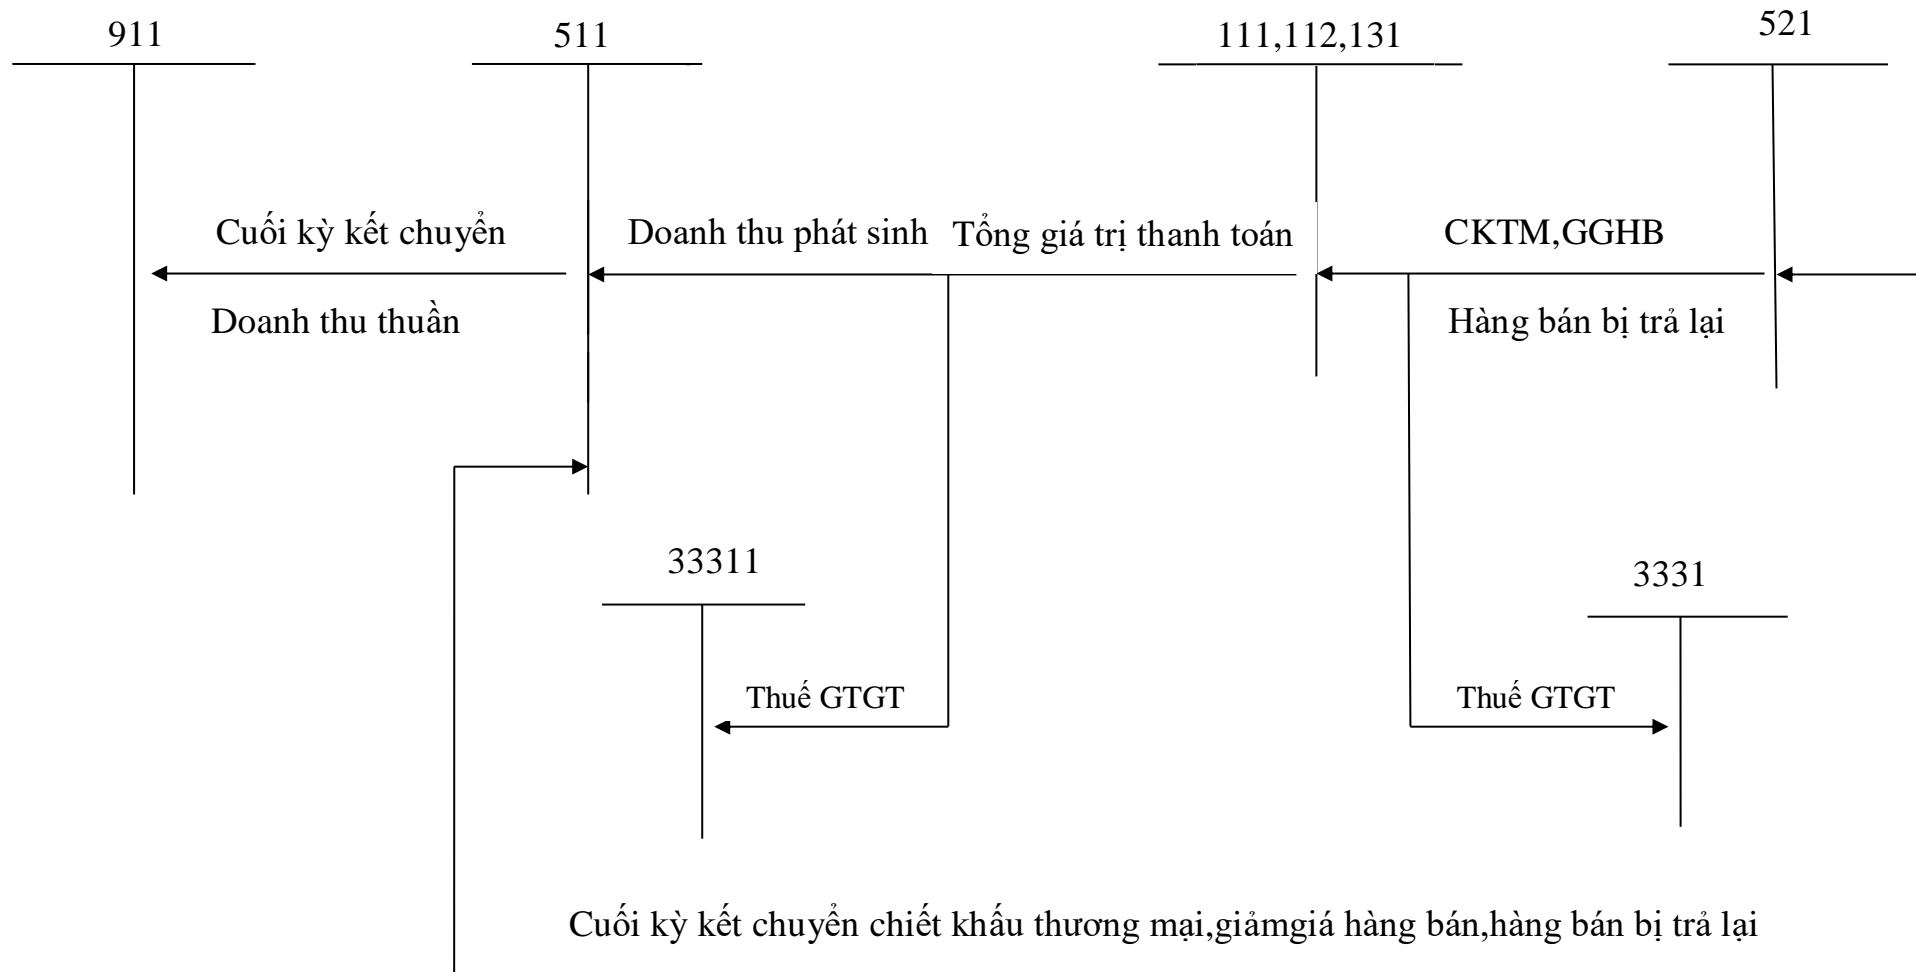 911
511
111,112,131
521
Cuối kỳ kết chuyển
Doanh thu phát sinh
Tổng giá trị thanh toán
CKTM,GGHB
Doanh thu thuần
Hàng bán bị trả lại
33311
3331
Thuế GTGT
Thuế GTGT
Cuối kỳ kết chuyển chiết khấu thương mại,giảmgiá hàng bán,hàng bán bị trả lại